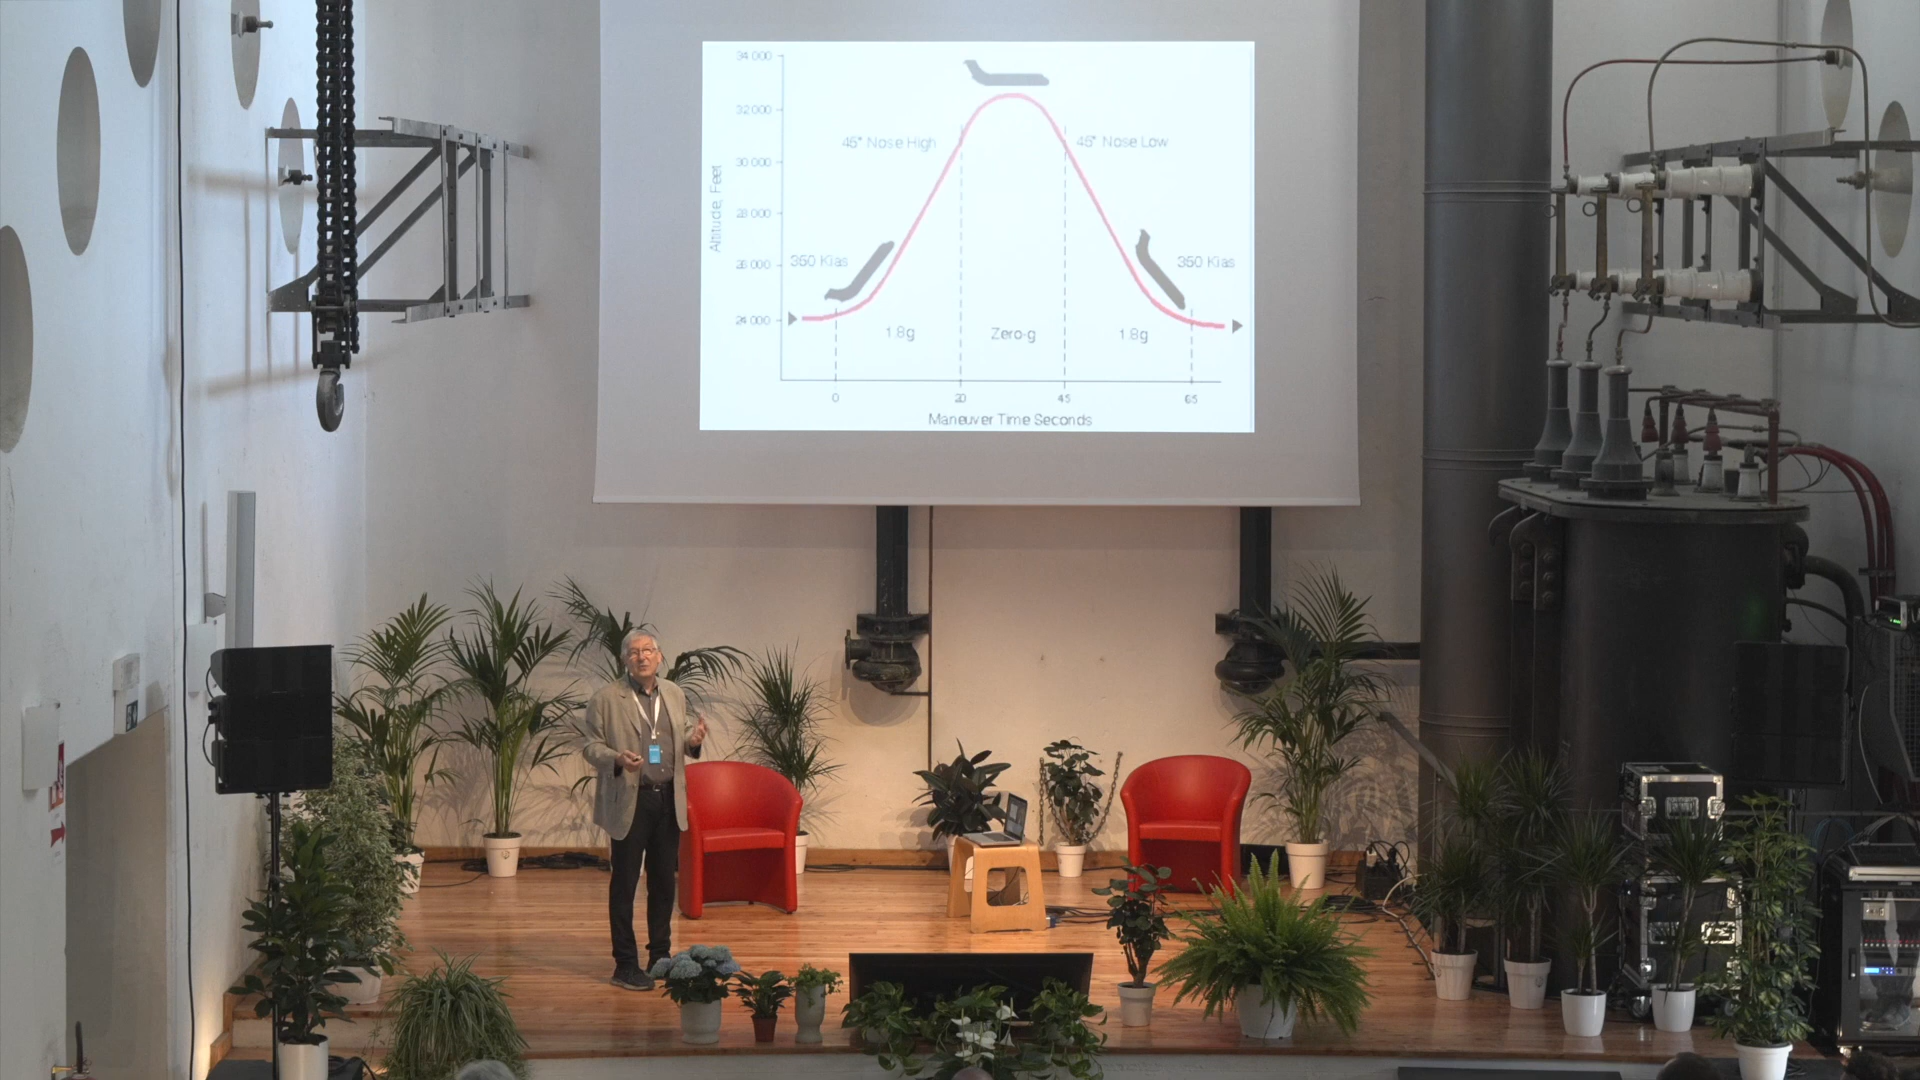 34 000
32 000
45° Nose High
45° Nose Low
30 000
Altitude, Feet
28 000
350 Kias
350 Kias
26 000
24 000
1.8g
Zero-g
1.8g
0
20
45
65
Maneuver Time Seconds